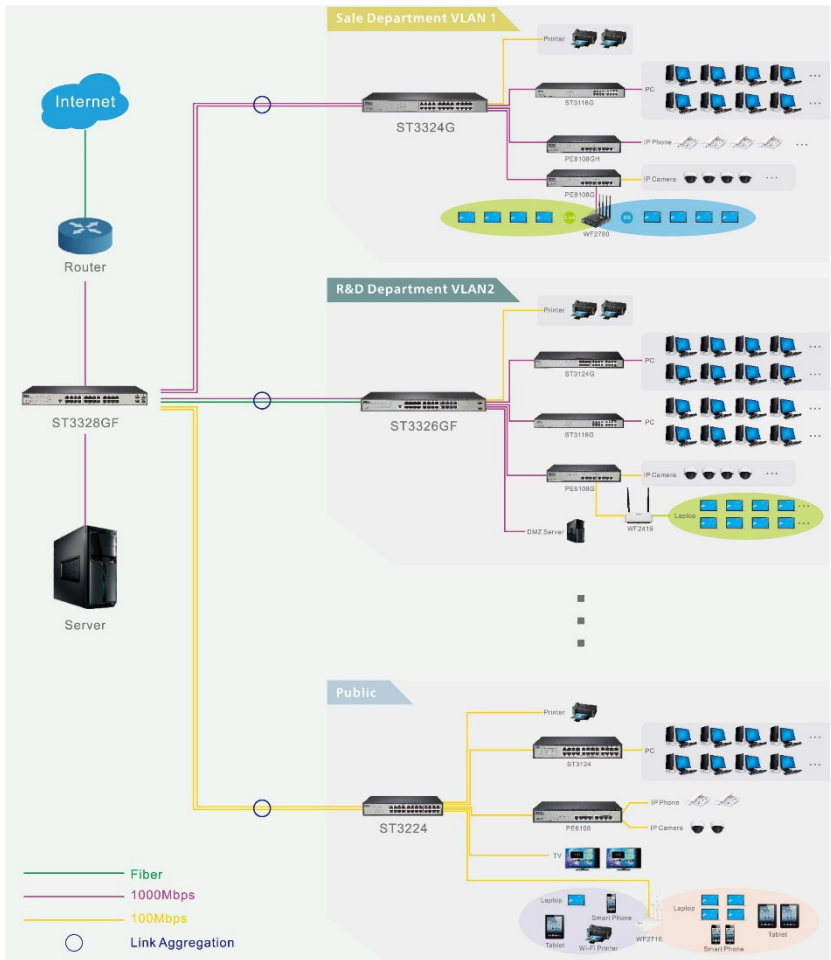 Sale Department VLAN 1
Printer
Internet
ST3324G
ST3116G
PC
PE6108GH
IP Phone
PE6108G
IP Camera
WF2780
Router
R&D Department VLAN2
Printer
ST3124G
PC
ST3328GF
ST3326GF
ST3116G
PC
PE6108G
IP Camera
Laptop
WF2419
DMZ Server
Server
Public
Printer
ST3124
PC
ST3224
PE6108
IP Phone
IP Camera
TV
Fiber
1000Mbps
100Mbps
Link Aggregation
Laptop
Smart Phone
Tablet
Wi-Fi Printer
WF2710
Laptop
Tablet
Smart Phone